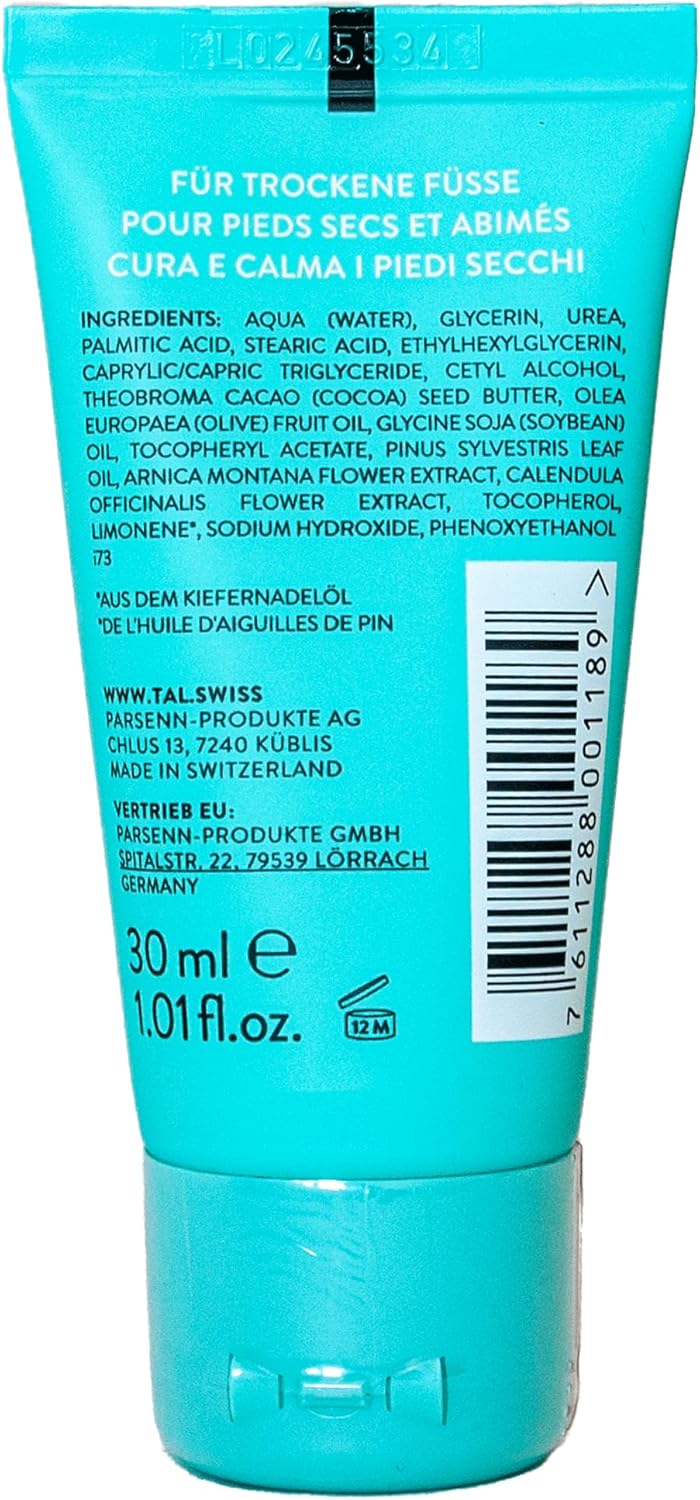 L0245534
FÜR TROCKENE FÜSSE
POUR PIEDS SECS ET ABIMÉS
CURA E CALMA I PIEDI SECCHI
INGREDIENTS: AQUA (WATER), GLYCERIN, UREA,
PALMITIC ACID, STEARIC ACID, ETHYLHEXYLGLYCERIN,
CAPRYLIC/CAPRIC TRIGLYCERIDE, CETYL ALCOHOL,
THEOBROMA CACAO (COCOA) SEED BUTTER, OLEA
EUROPAEA (OLIVE) FRUIT OIL, GLYCINE SOJA (SOYBEAN)
OIL, TOCOPHERYL ACETATE, PINUS SYLVESTRIS LEAF
OIL, ARNICA MONTANA FLOWER EXTRACT, CALENDULA
OFFICINALIS FLOWER EXTRACT, TOCOPHEROL,
LIMONENE*, SODIUM HYDROXIDE, PHENOXYETHANOL
i73
*AUS DEM KIEFERNADELÖL
*DE L'HUILE D'AIGUILLES DE PIN
WWW.TAL.SWISS
PARSENN-PRODUKTE AG
CHLUS 13, 7240 KÜBLIS
MADE IN SWITZERLAND
VERTRIEB EU:
PARSENN-PRODUKTE GMBH
SPITALSTR. 22, 79539 LÖRRACH
GERMANY
30 ml e
1.01 fl.oz.
12 M
7 611288 001189 >